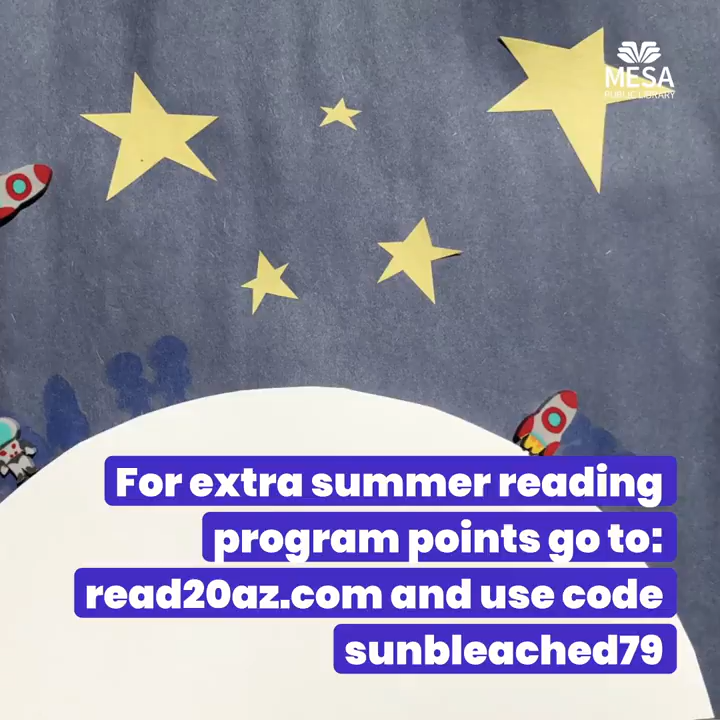 MESA
PUBLIC LIBRARY
For extra summer reading
program points go to:
read20az.com and use code
sunbleached79